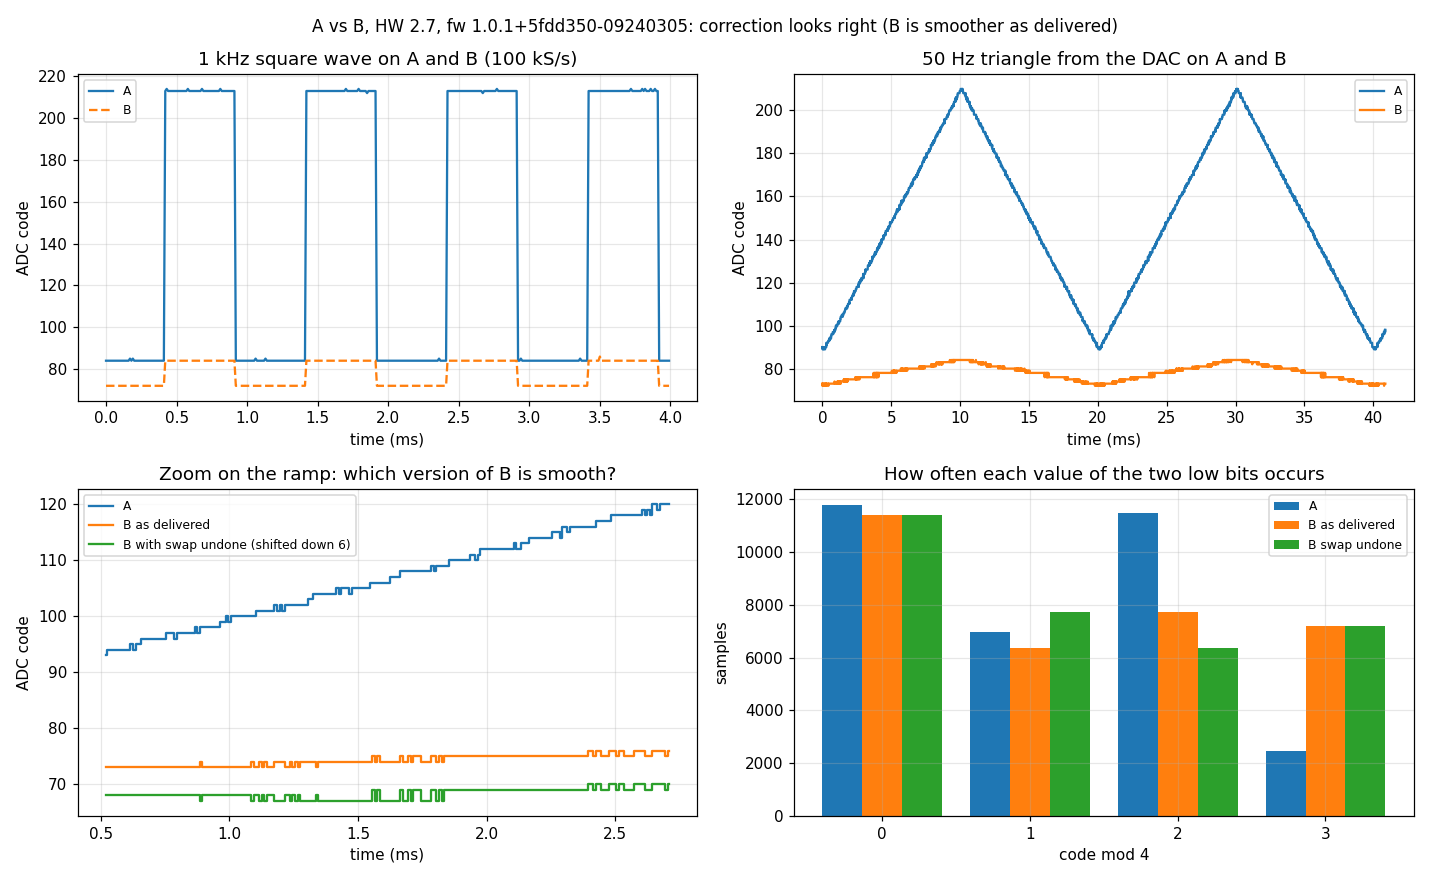 A vs B, HW 2.7, fw 1.0.1+5fdd350-09240305: correction looks right (B is smoother as delivered)
1 kHz square wave on A and B (100 kS/s)
220
200
180
160
140
120
100
80
ADC code
A
B
0.0 0.5 1.0 1.5 2.0 2.5 3.0 3.5 4.0
time (ms)
50 Hz triangle from the DAC on A and B
200
180
160
140
120
100
80
ADC code
A
B
0 5 10 15 20 25 30 35 40
time (ms)
Zoom on the ramp: which version of B is smooth?
120
110
100
90
80
70
ADC code
A
B as delivered
B with swap undone (shifted down 6)
0.5 1.0 1.5 2.0 2.5
time (ms)
How often each value of the two low bits occurs
12000
10000
8000
6000
4000
2000
0
samples
A
B as delivered
B swap undone
0 1 2 3
code mod 4